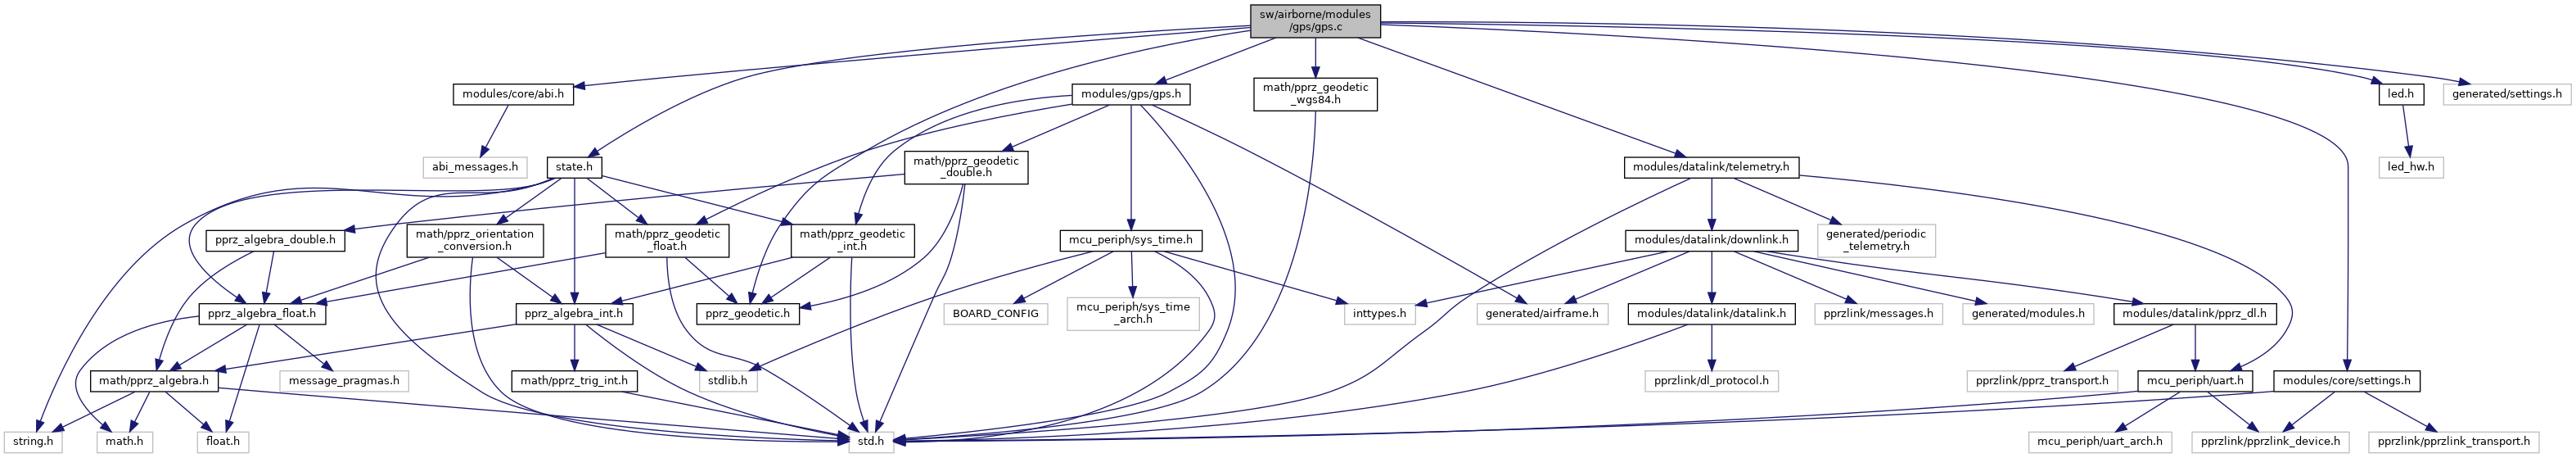 sw/airborne/modules
/gps/gps.c
modules/core/abi.h
modules/gps/gps.h
math/pprz_geodetic
_wgs84.h
led.h
generated/settings.h
abi_messages.h
state.h
math/pprz_geodetic
_double.h
modules/datalink/telemetry.h
led_hw.h
pprz_algebra_double.h
math/pprz_orientation
_conversion.h
math/pprz_geodetic
_float.h
math/pprz_geodetic
_int.h
mcu_periph/sys_time.h
modules/datalink/downlink.h
generated/periodic
_telemetry.h
pprz_algebra_float.h
pprz_algebra_int.h
pprz_geodetic.h
BOARD_CONFIG
mcu_periph/sys_time
_arch.h
inttypes.h
generated/airframe.h
modules/datalink/datalink.h
pprzlink/messages.h
generated/modules.h
modules/datalink/pprz_dl.h
math/pprz_algebra.h
message_pragmas.h
math/pprz_trig_int.h
stdlib.h
pprzlink/dl_protocol.h
pprzlink/pprz_transport.h
mcu_periph/uart.h
modules/core/settings.h
string.h
math.h
float.h
std.h
mcu_periph/uart_arch.h
pprzlink/pprzlink_device.h
pprzlink/pprzlink_transport.h